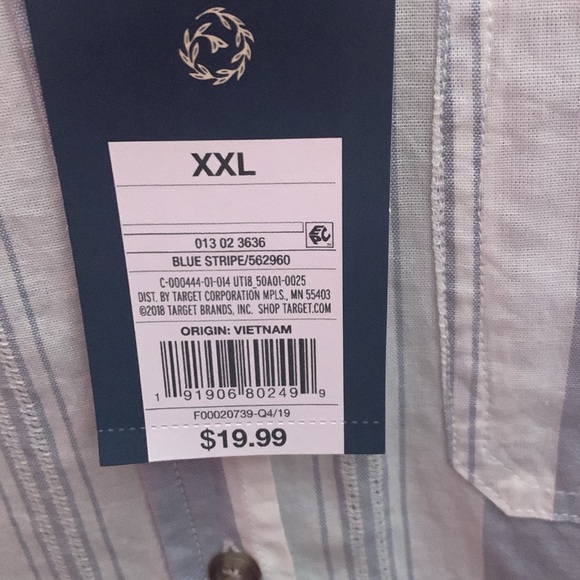 XXL
013 02 3636
EPC
BLUE STRIPE/562960
C-000444-01-014 UT18_50A01-0025
DIST. BY TARGET CORPORATION MPLS., MN 55403
©2018 TARGET BRANDS, INC. SHOP TARGET.COM
ORIGIN: VIETNAM
1 91906 80249 9
F00020739-Q4/19
$19.99